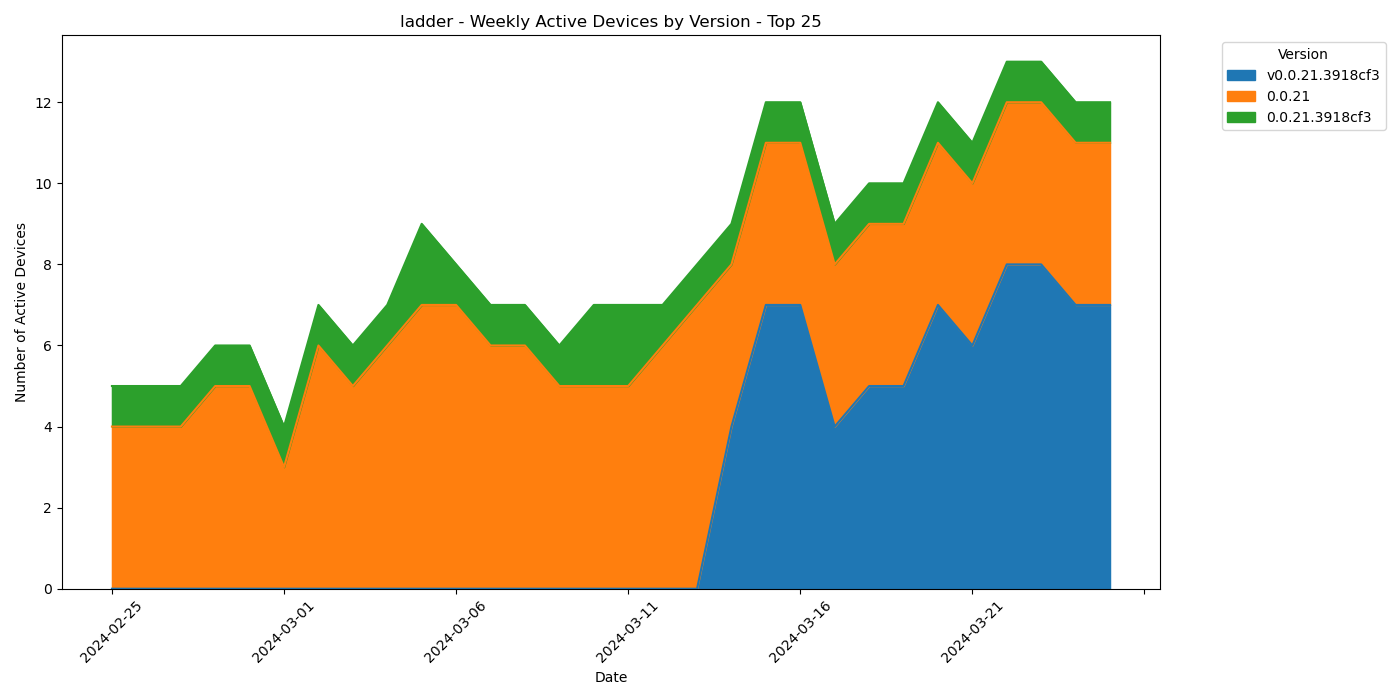 ladder - Weekly Active Devices by Version - Top 25
Version
v0.0.21.3918cf3
0.0.21
0.0.21.3918cf3
Number of Active Devices
12
10
8
6
4
2
0
2024-02-25
2024-03-01
2024-03-06
2024-03-11
2024-03-16
2024-03-21
Date